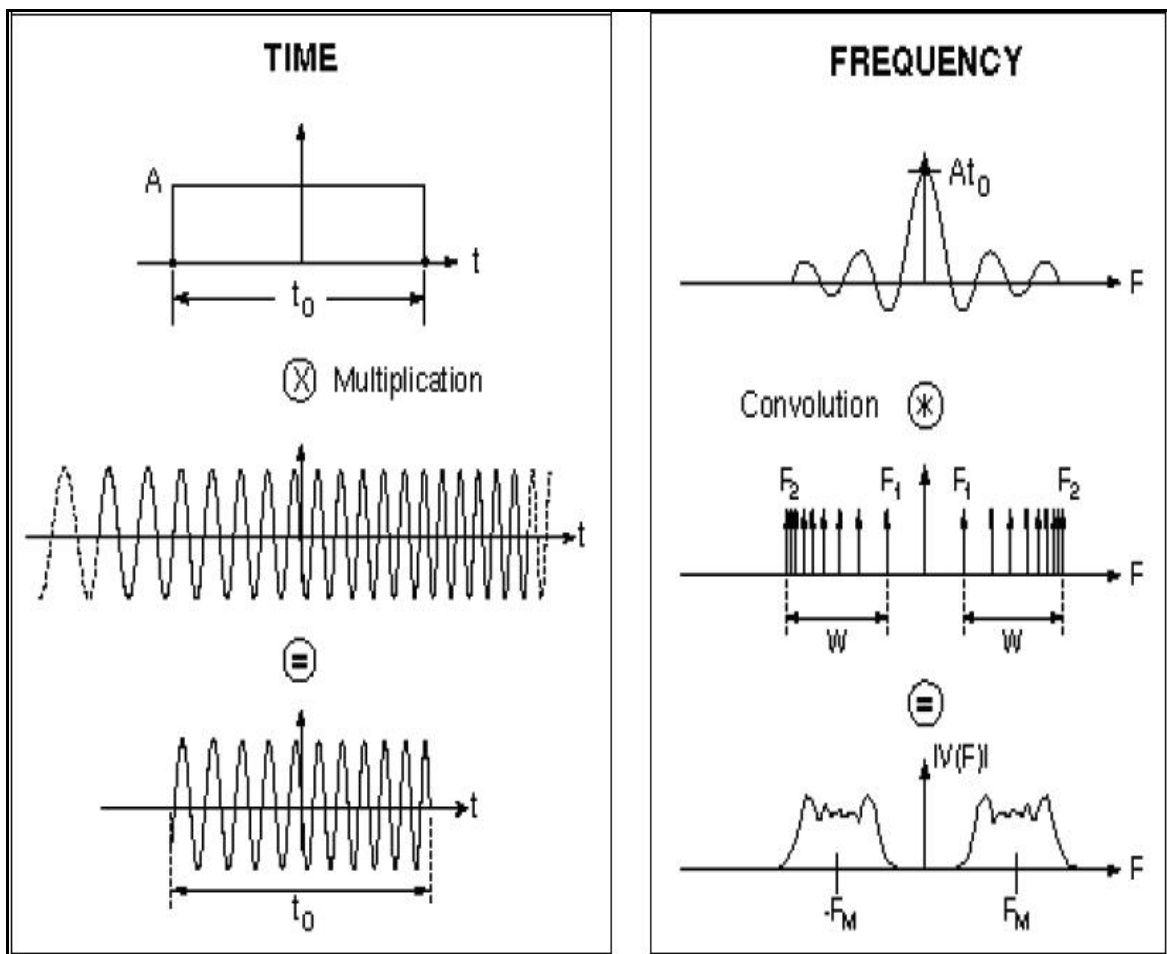 TIME
A
t
t0
X Multiplication
t
=
t
t0
FREQUENCY
At0
F
Convolution *
F2 F1 F1 F2
F
W W
=
|V(F)|
F
-FM FM